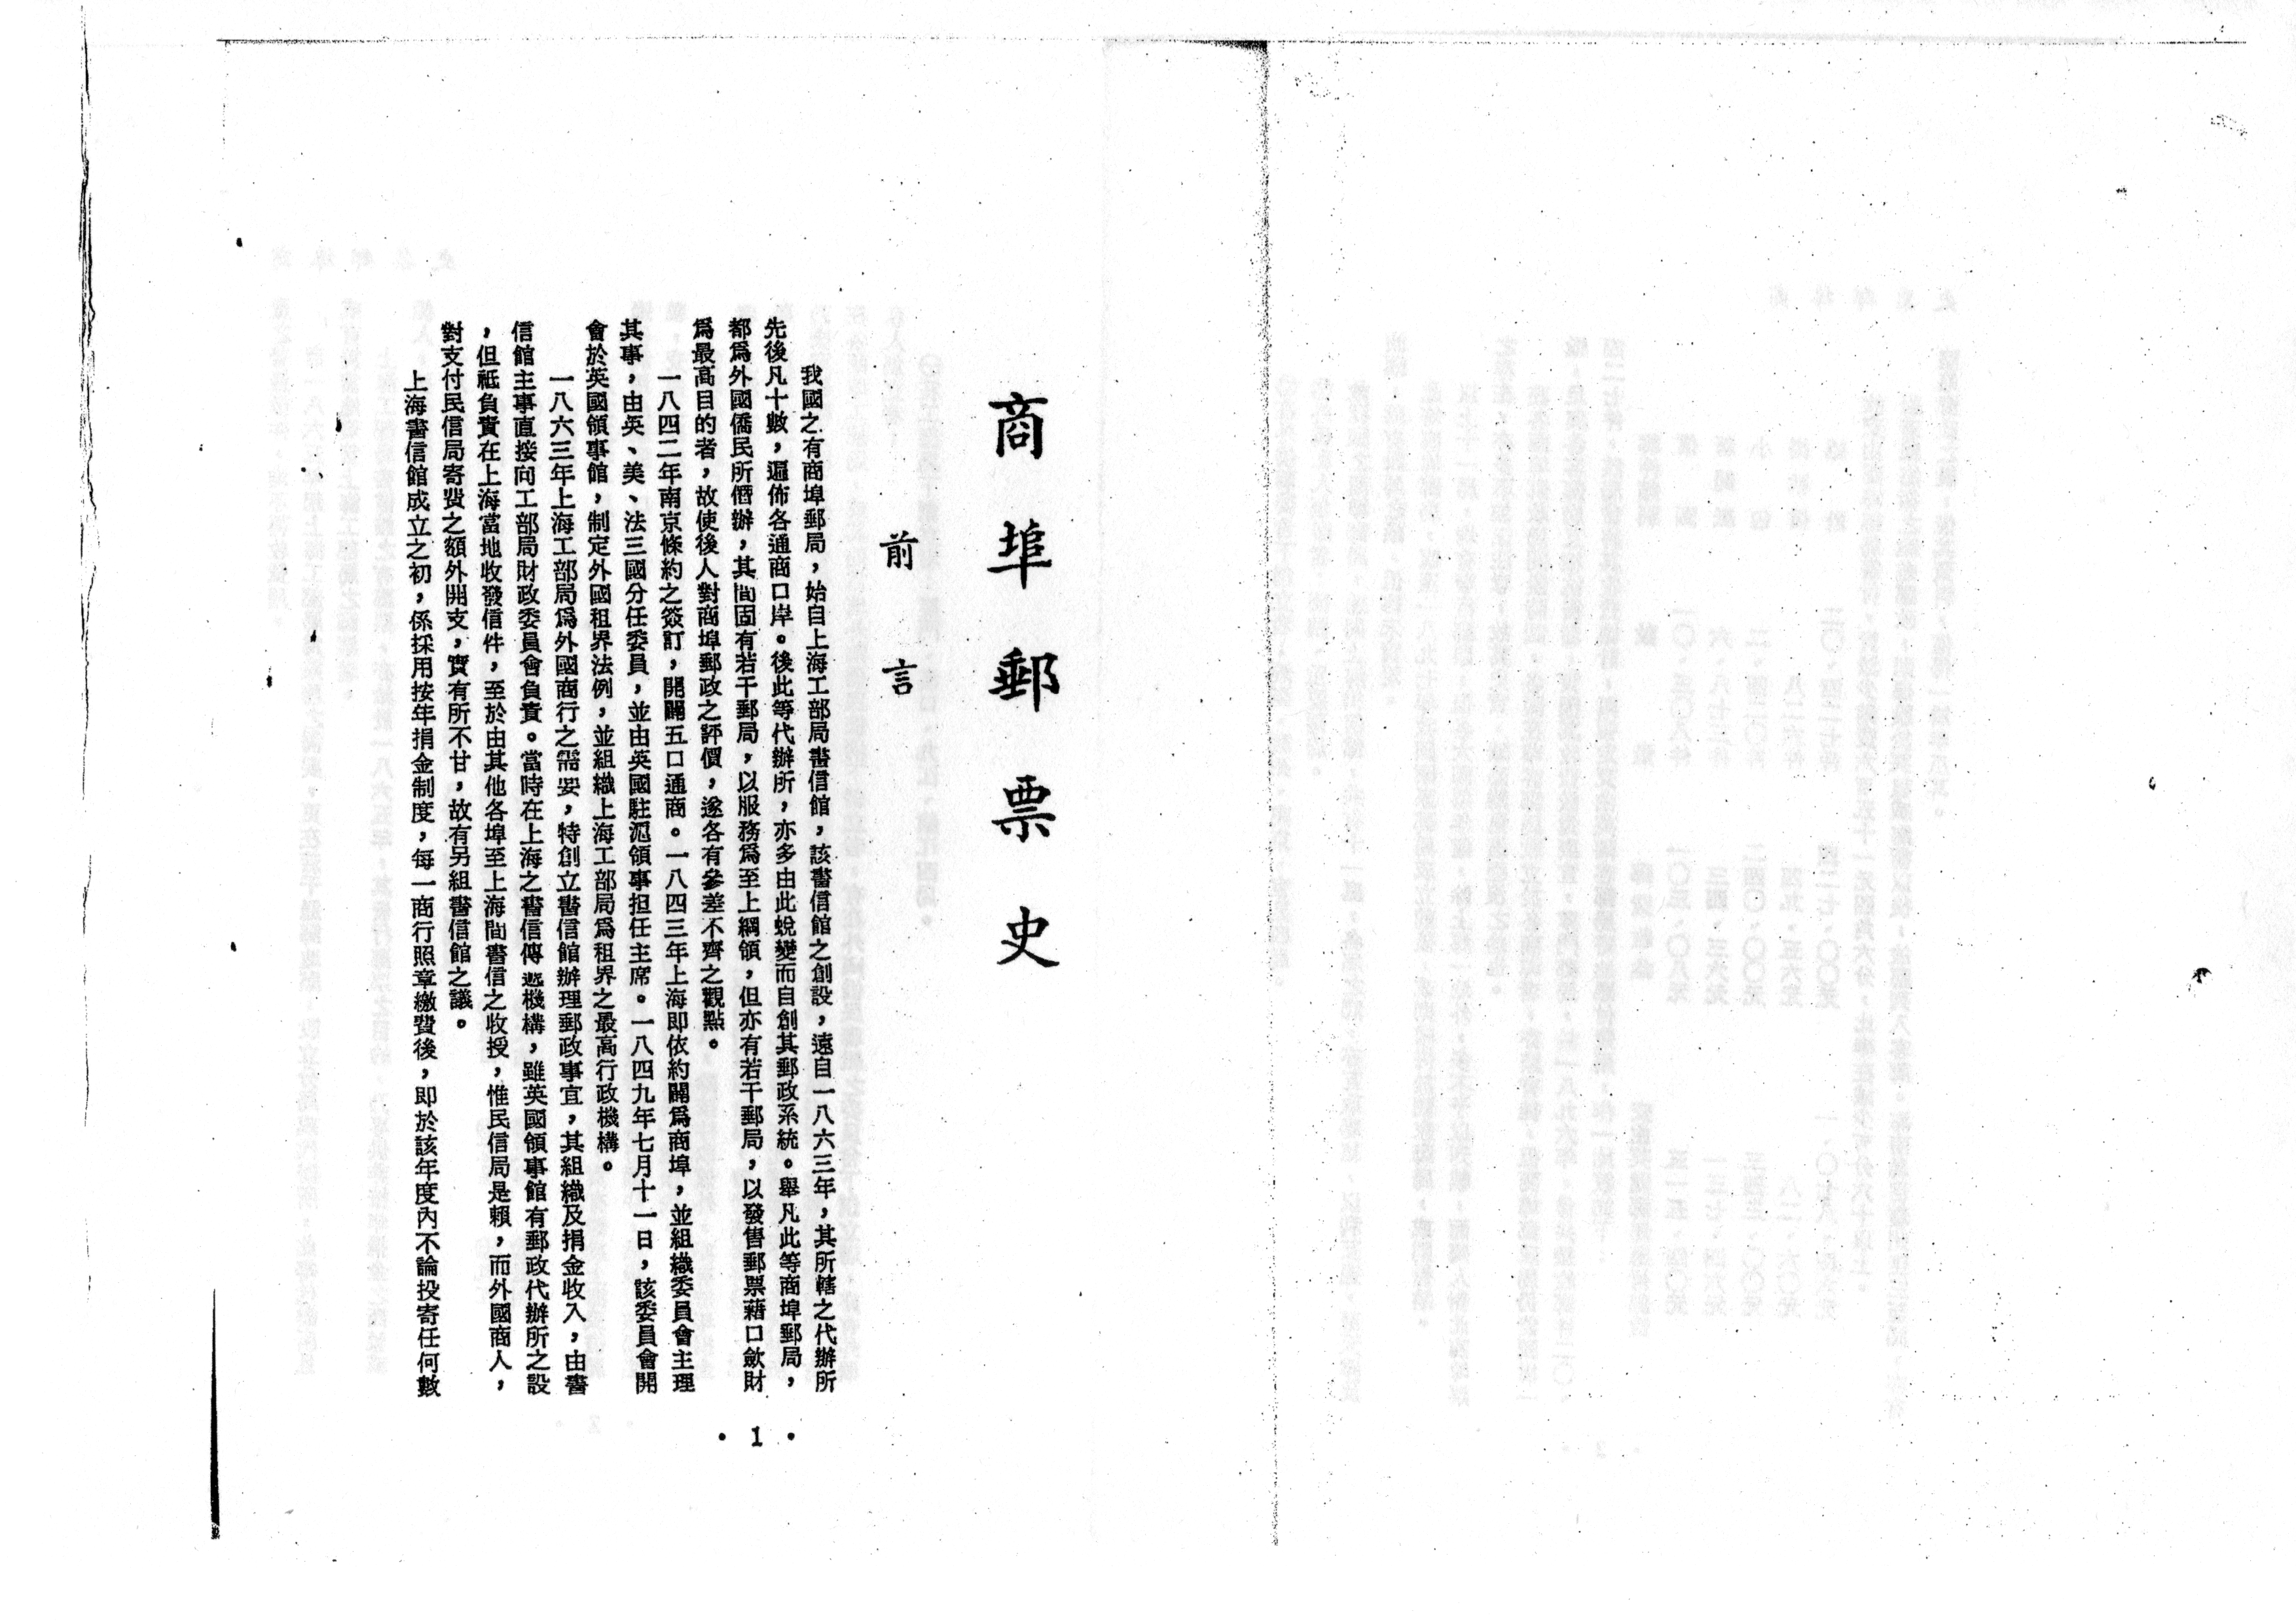 商埠郵票史
前言
我國之有商埠郵局，始自上海工部局書信館，該書信館之創設，遠自一八六三年，其所轄之代辦所
先後凡十數，遍佈各通商口岸。後此等代辦所，亦多由此蛻變而自創其郵政系統。舉凡此等商埠郵局，
都爲外國僑民所僭辦，其間固有若干郵局，以服務爲至上綱領，但亦有若干郵局，以發售郵票藉口斂財
爲最高目的者，故使後人對商埠郵政之評價，遂各有參差不齊之觀點。
一八四二年南京條約之簽訂，開闢五口通商。一八四三年上海即依約闢爲商埠，並組織委員會主理
其事，由英、美、法三國分任委員，並由英國駐滬領事担任主席。一八四九年七月十一日，該委員會開
會於英國領事館，制定外國租界法例，並組織上海工部局爲租界之最高行政機構。
一八六三年上海工部局爲外國商行之需要，特創立書信館辦理郵政事宜，其組織及捐金收入，由書
信館主事直接向工部局財政委員會負責。當時在上海之書信傳遞機構，雖英國領事館有郵政代辦所之設
，但祗負責在上海當地收發信件，至於由其他各埠至上海間書信之收授，惟民信局是賴，而外國商人，
對支付民信局寄費之額外開支，實有所不甘，故有另組書信館之議。
上海書信館成立之初，係採用按年捐金制度，每一商行照章繳費後，即於該年度內不論投寄任何數
• 1 •